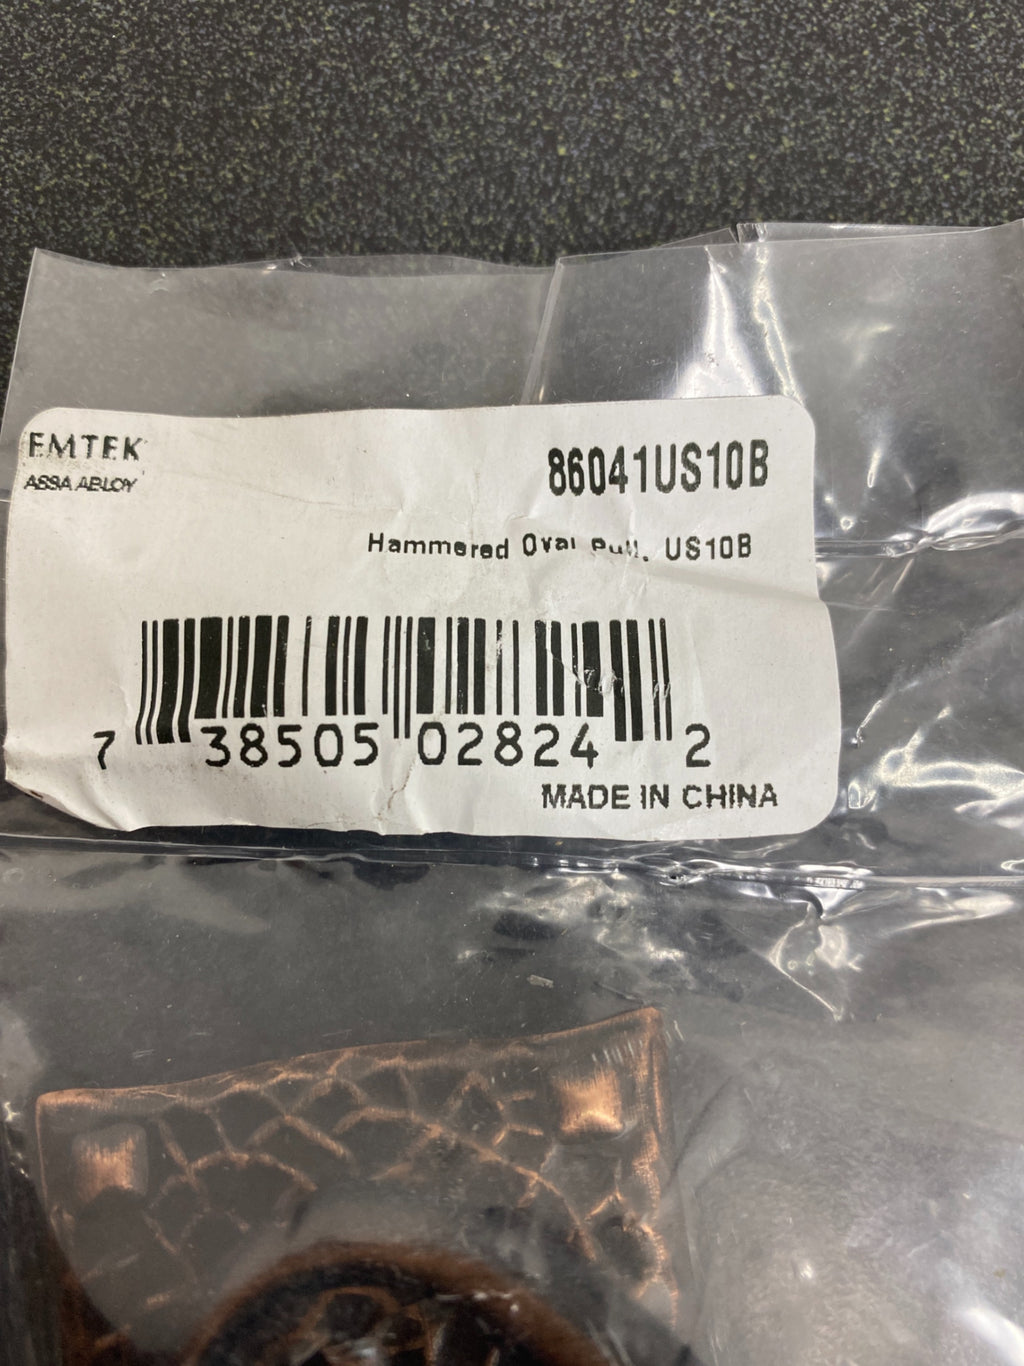 EMTEK
ASSA ABLOY
86041US10B
Hammered Oval Pull, US10B
7 38505 02824 2
MADE IN CHINA